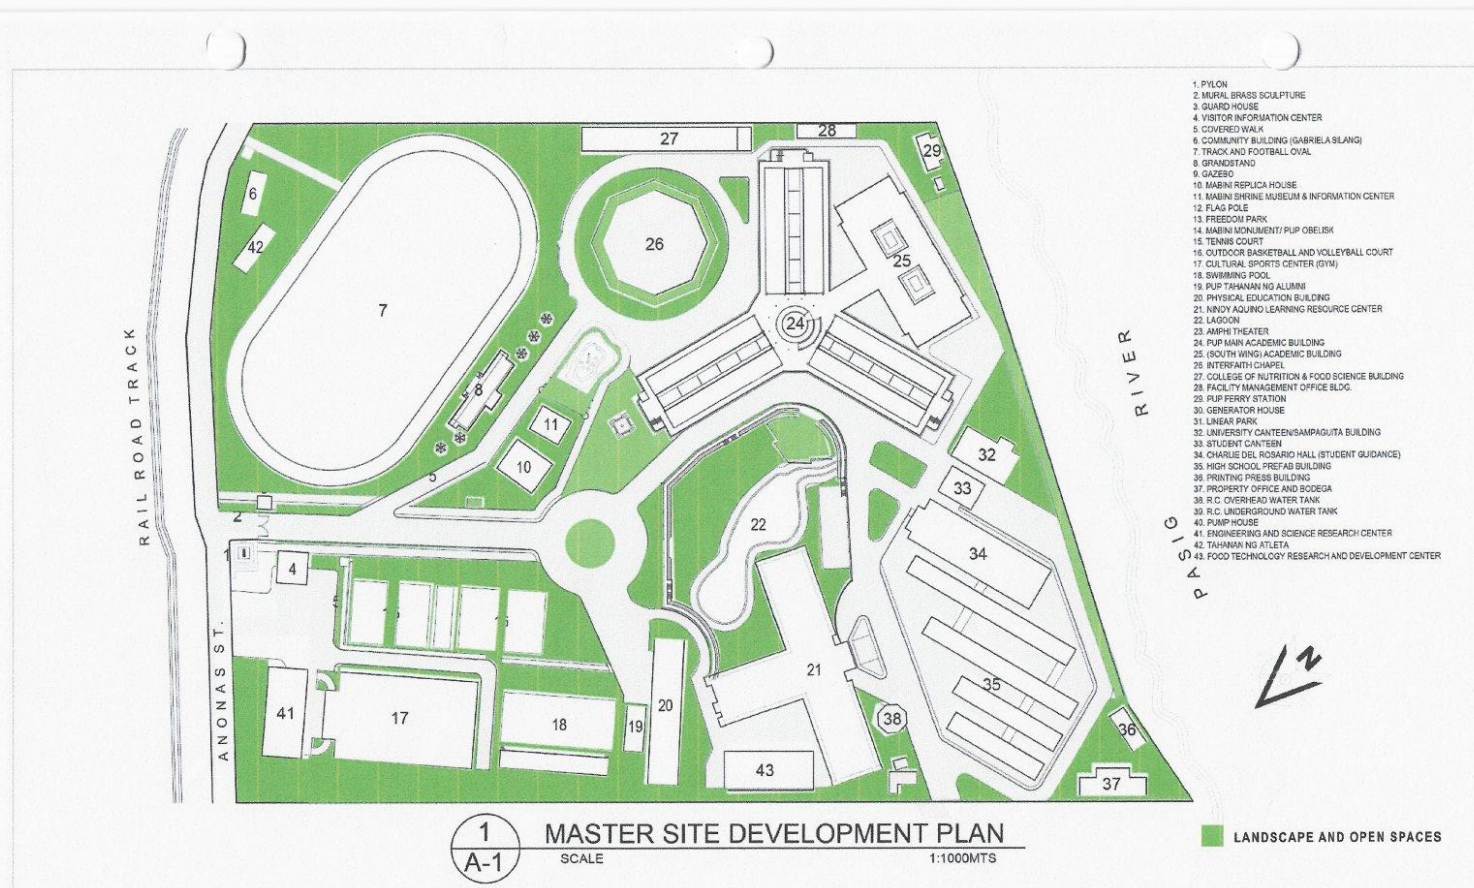 1. PYLON
2. MURAL BRASS SCULPTURE
3. GUARD HOUSE
4. VISITOR INFORMATION CENTER
5. COVERED WALK
6. COMMUNITY BUILDING (GABRIELA SILANG)
7. TRACK AND FOOTBALL OVAL
8. GRANDSTAND
9. GAZEBO
10. MABINI REPLICA HOUSE
11. MABINI SHRINE MUSEUM & INFORMATION CENTER
12. FLAG POLE
13. FREEDOM PARK
14. MABINI MONUMENT/ PUP OBELISK
15. TENNIS COURT
16. OUTDOOR BASKETBALL AND VOLLEYBALL COURT
17. CULTURAL SPORTS CENTER (GYM)
18. SWIMMING POOL
19. PUP TAHANAN NG ALUMNI
20. PHYSICAL EDUCATION BUILDING
21. NINOY AQUINO LEARNING RESOURCE CENTER
22. LAGOON
23. AMPHI THEATER
24. PUP MAIN ACADEMIC BUILDING
25. (SOUTH WING) ACADEMIC BUILDING
26. INTERFAITH CHAPEL
27. COLLEGE OF NUTRITION & FOOD SCIENCE BUILDING
28. FACILITY MANAGEMENT OFFICE BLDG.
29. PUP FERRY STATION
30. GENERATOR HOUSE
31. LINEAR PARK
32. UNIVERSITY CANTEEN/SAMPAGUITA BUILDING
33. STUDENT CANTEEN
34. CHARLIE DEL ROSARIO HALL (STUDENT GUIDANCE)
35. HIGH SCHOOL PREFAB BUILDING
36. PRINTING PRESS BUILDING
37. PROPERTY OFFICE AND BODEGA
38. R.C. OVERHEAD WATER TANK
39. R.C. UNDERGROUND WATER TANK
40. PUMP HOUSE
41. ENGINEERING AND SCIENCE RESEARCH CENTER
42. TAHANAN NG ATLETA
43. FOOD TECHNOLOGY RESEARCH AND DEVELOPMENT CENTER
27
28
29
6
42
26
25
7
24
8
11
10
5
32
33
2
22
34
1
4
35
21
41
17
18
19
20
38
36
43
37
RAIL ROAD TRACK
ANONAS ST.
PASIG RIVER
N
1
A-1
MASTER SITE DEVELOPMENT PLAN
SCALE
1:1000MTS
LANDSCAPE AND OPEN SPACES